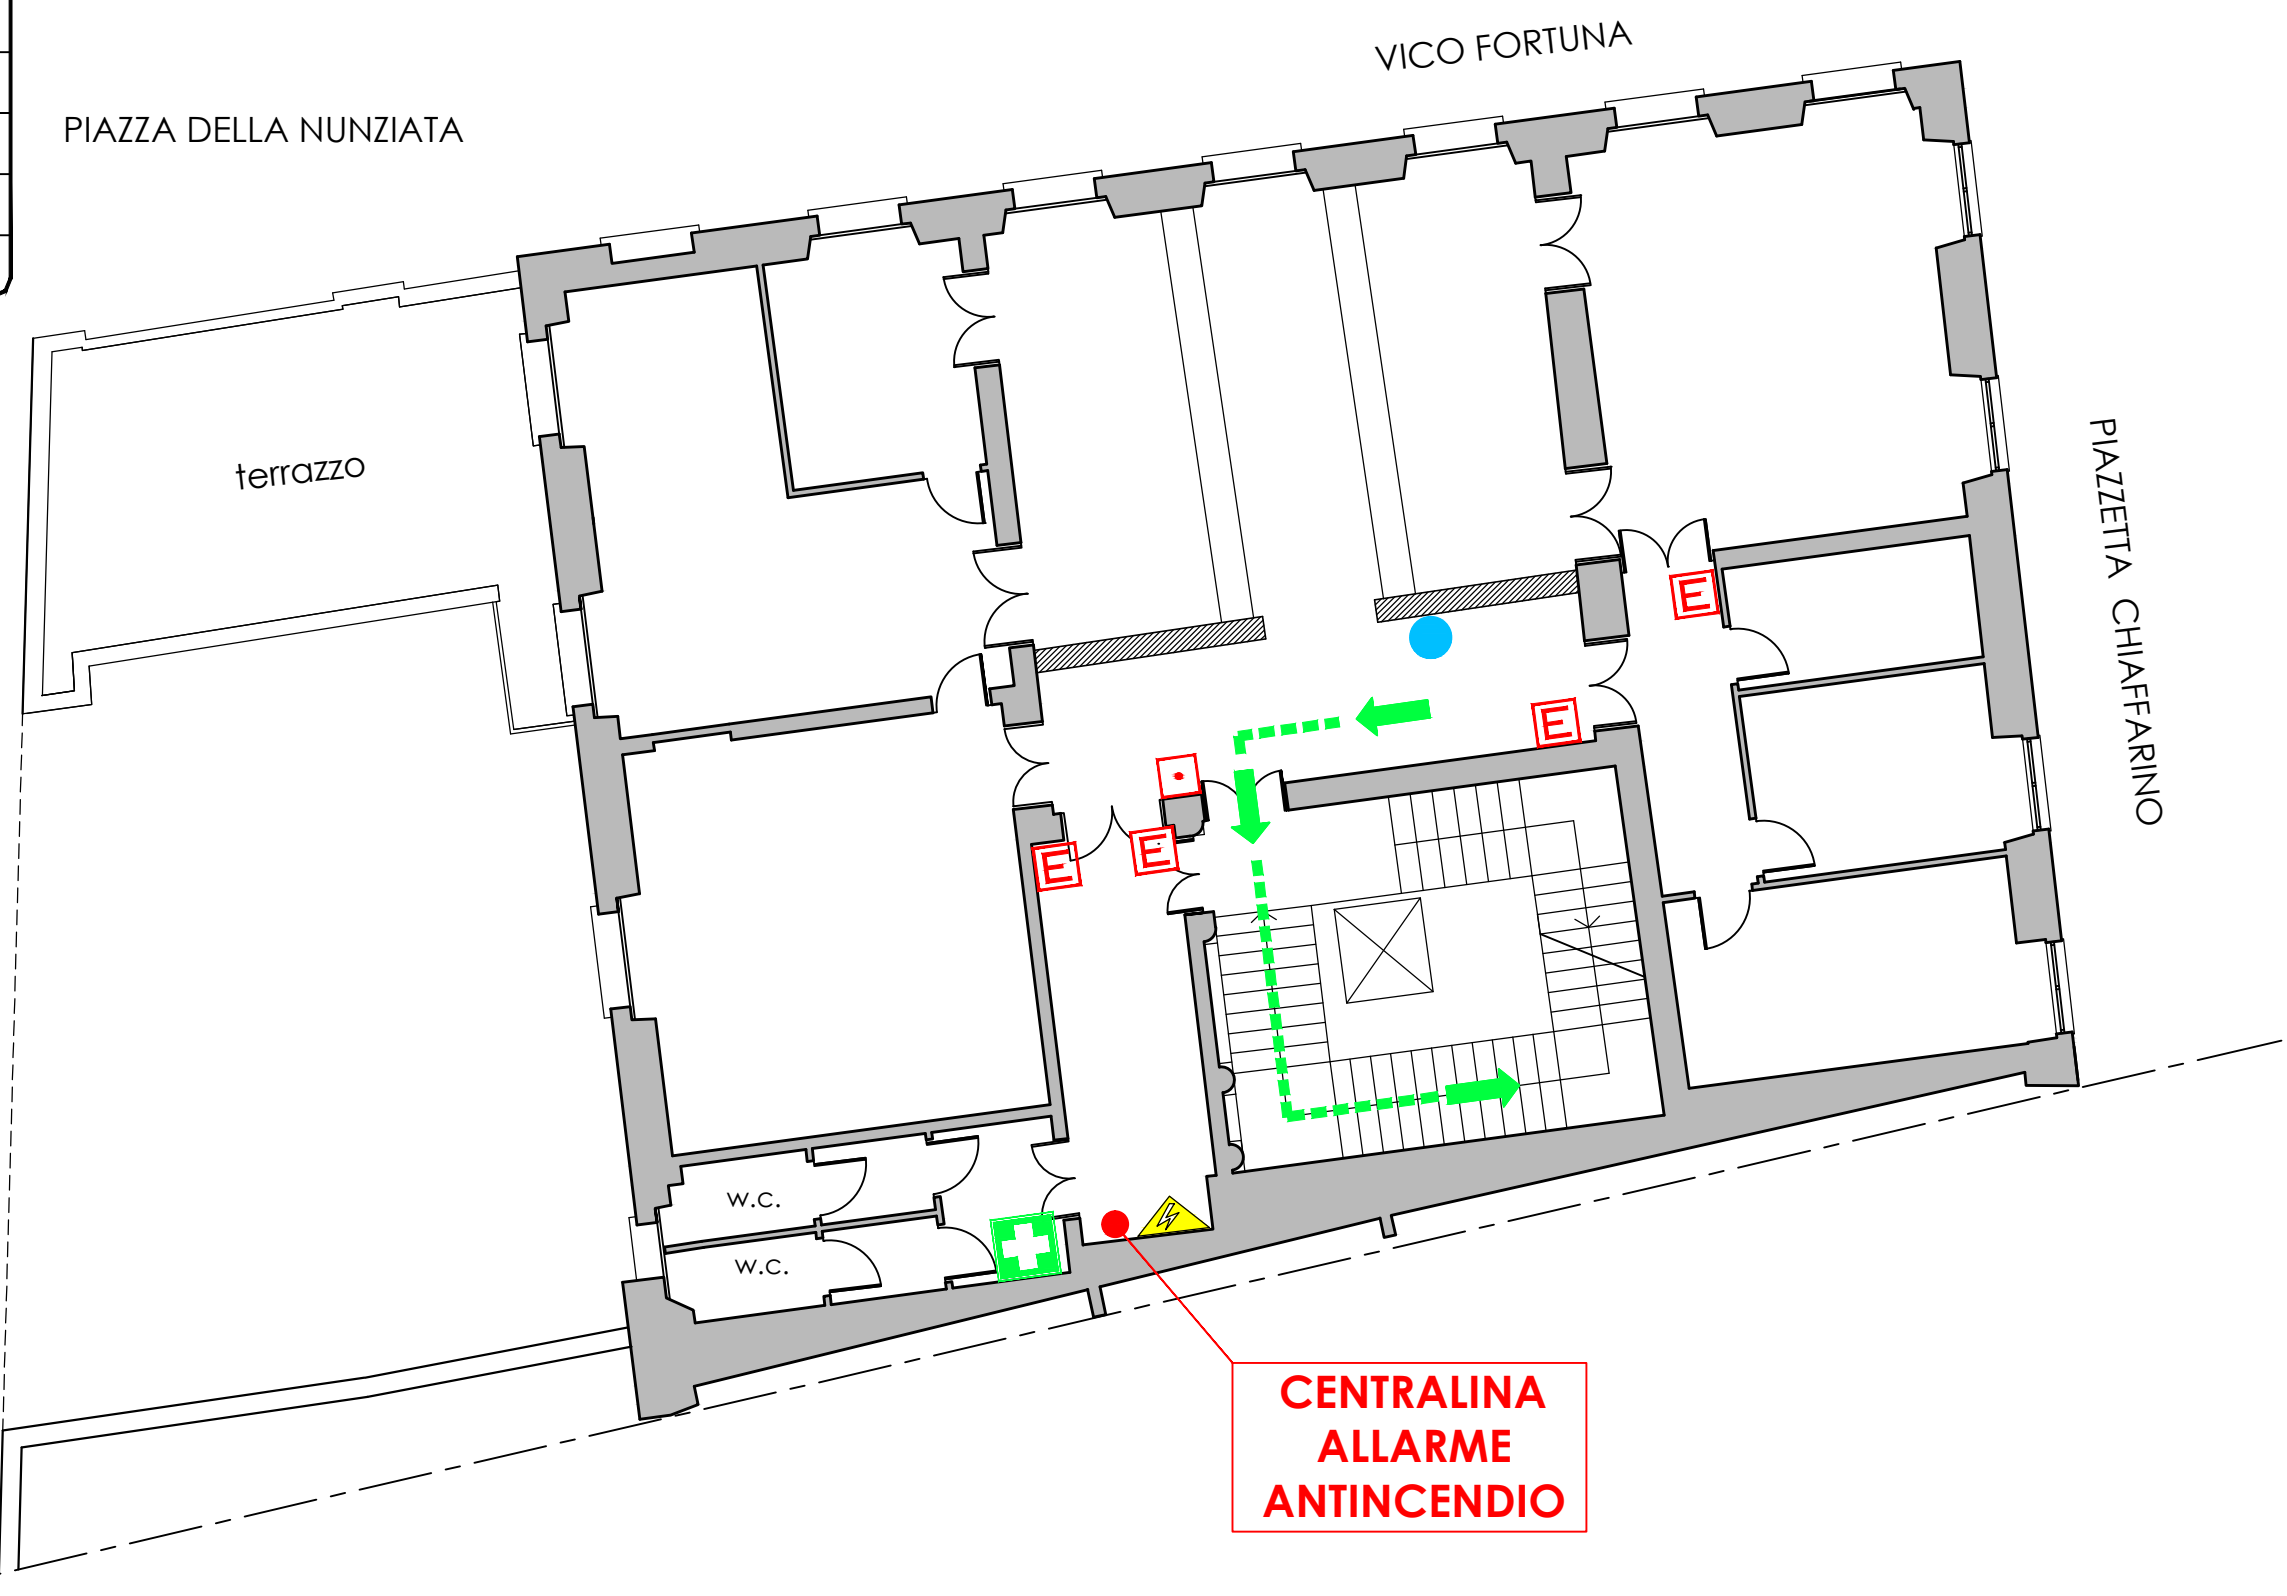 VICO FORTUNA
PIAZZA DELLA NUNZIATA
terrazzo
PIAZZETTA CHIAFFARINO
E
E
E
E
w.c.
w.c.
CENTRALINA
ALLARME
ANTINCENDIO